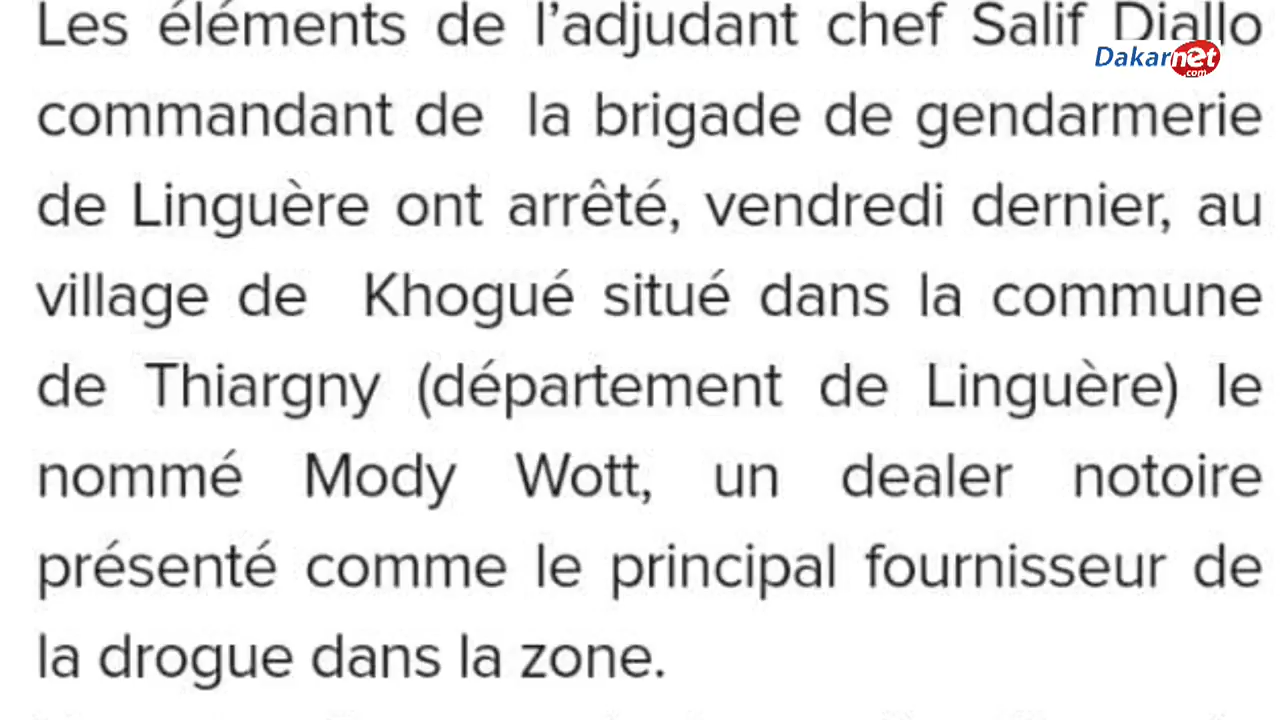 Les éléments de l’adjudant chef Salif Diallo
Dakarnet
.com
commandant de la brigade de gendarmerie
de Linguère ont arrêté, vendredi dernier, au
village de Khogué situé dans la commune
de Thiargny (département de Linguère) le
nommé Mody Wott, un dealer notoire
présenté comme le principal fournisseur de
la drogue dans la zone.